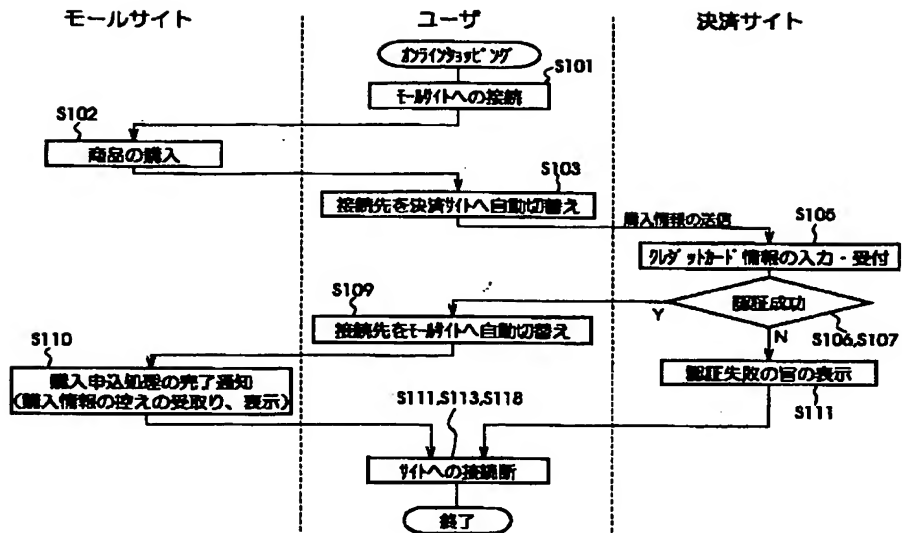 モールサイト
ユーザ
決済サイト
オンラインショッピング
S101
モールサイトへの接続
S102
商品の購入
S103
接続先を決済サイトへ自動切替え
購入情報の送信
S105
クレジットカード情報の入力・受付
認証成功
Y
N
S106,S107
S109
接続先をモールサイトへ自動切替え
S110
購入申込処理の完了通知
(購入情報の控えの受取り、表示)
認証失敗の旨の表示
S111
S111,S113,S118
サイトへの接続断
終了